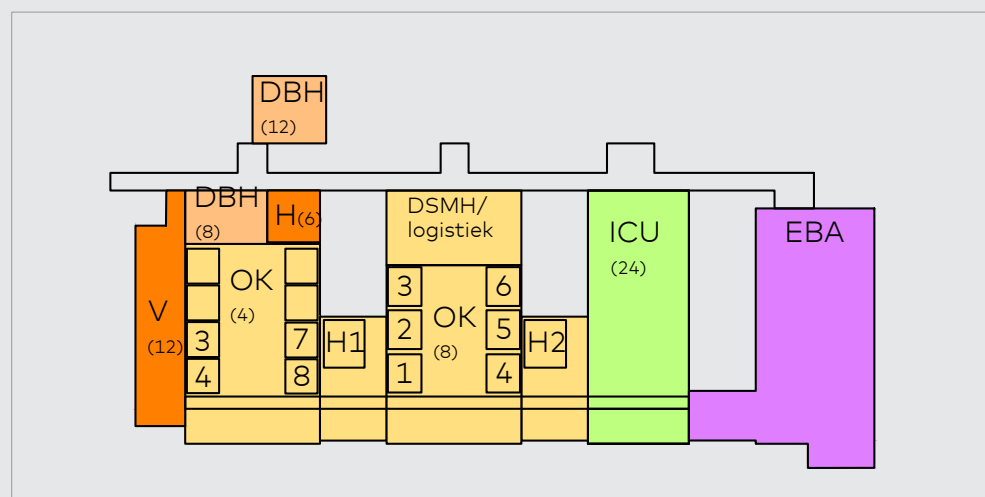 DBH
(12)
DBH
(8)
H(6)
V
(12)
OK
(4)
3
4
7
8
H1
DSMH/
logistiek
3
2
1
OK
(8)
6
5
4
H2
ICU
(24)
EBA